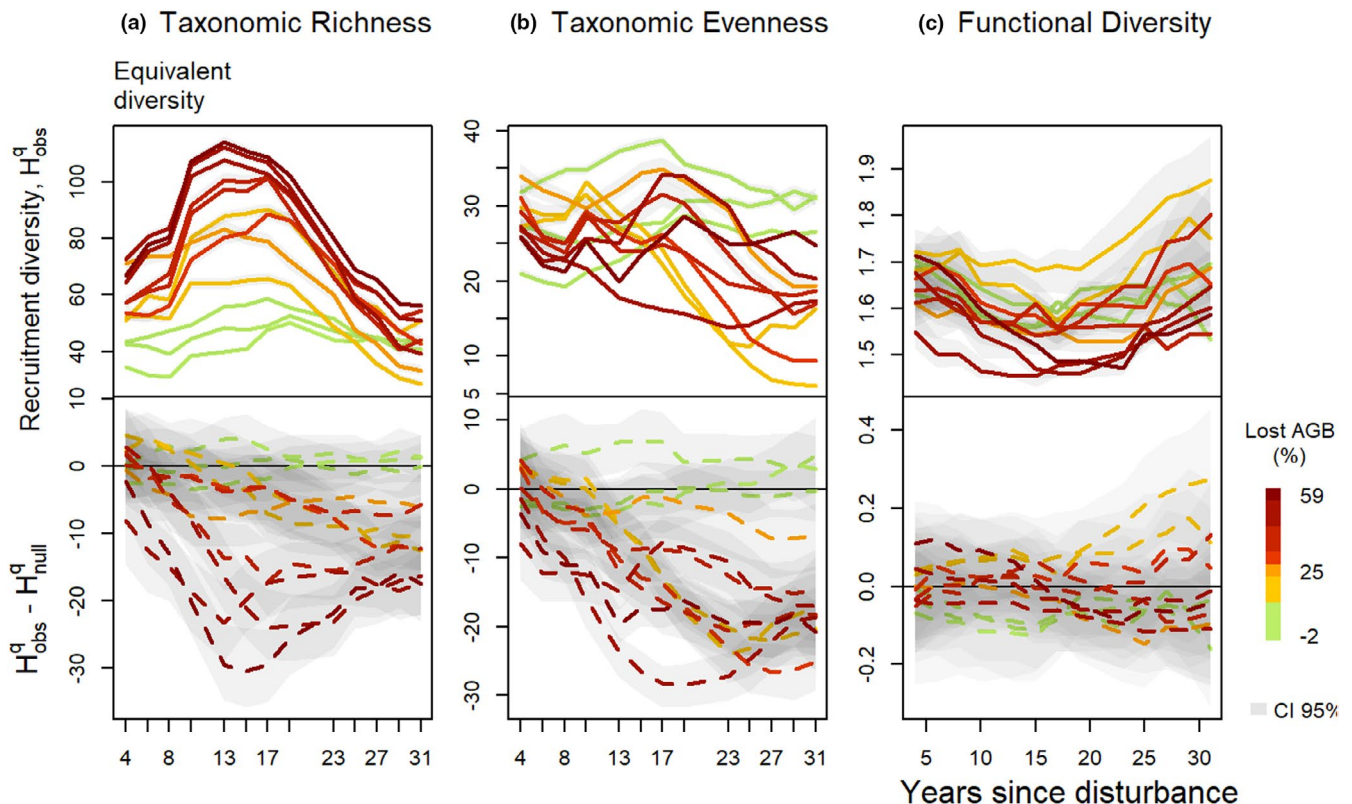 (a) Taxonomic Richness
(b) Taxonomic Evenness
(c) Functional Diversity
Equivalent
diversity
Recruitment diversity, H^q_obs
100
80
60
40
10
40
35
30
25
20
15
10
5
1.9
1.8
1.7
1.6
1.5
H^q_obs - H^q_null
10
0
-10
-20
-30
10
0
-10
-20
-30
0.4
0.2
0.0
-0.2
Lost AGB
(%)
59
25
-2
CI 95%
4 8 13 17 23 27 31
4 8 13 17 23 27 31
5 10 15 20 25 30
Years since disturbance